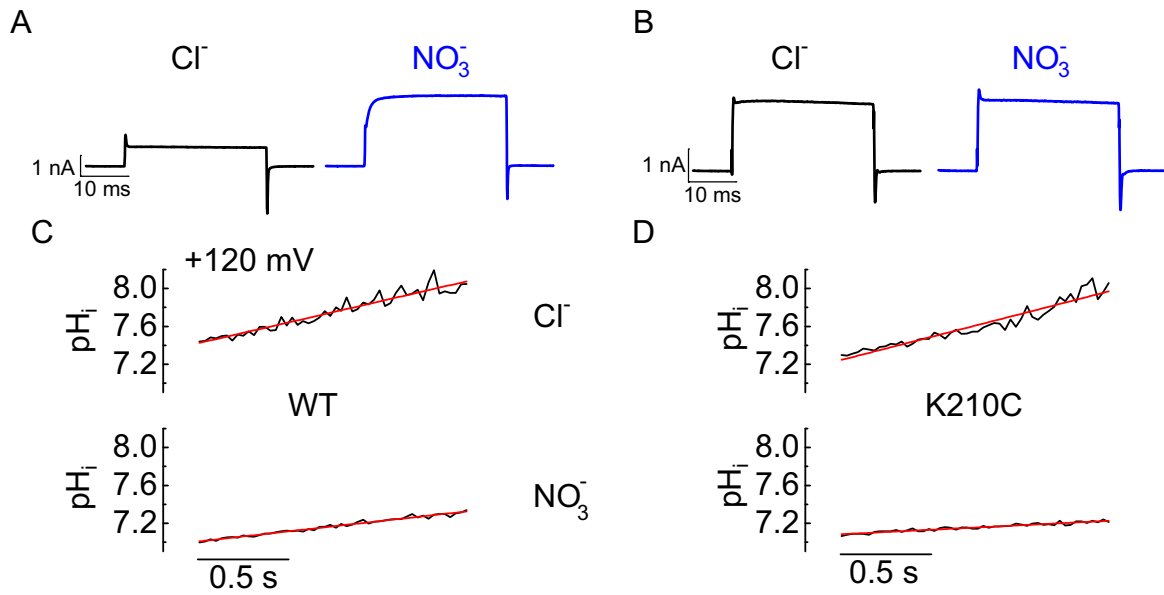 A
Cl⁻
NO₃⁻
1 nA
10 ms
B
Cl⁻
NO₃⁻
1 nA
10 ms
C
+120 mV
pHᵢ
8.0
7.6
7.2
Cl⁻
WT
pHᵢ
8.0
7.6
7.2
NO₃⁻
0.5 s
D
pHᵢ
8.0
7.6
7.2
K210C
pHᵢ
8.0
7.6
7.2
0.5 s